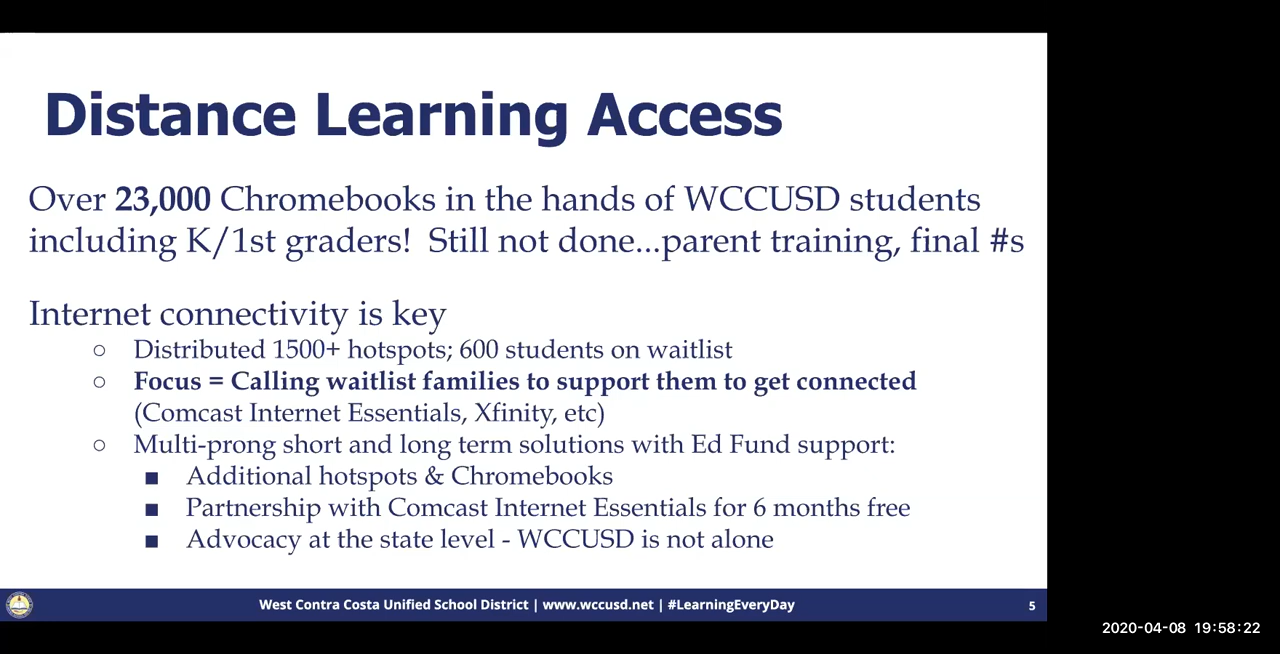 Distance Learning Access
Over 23,000 Chromebooks in the hands of WCCUSD students
including K/1st graders!  Still not done...parent training, final #s
Internet connectivity is key
○ Distributed 1500+ hotspots; 600 students on waitlist
○ Focus = Calling waitlist families to support them to get connected
(Comcast Internet Essentials, Xfinity, etc)
○ Multi-prong short and long term solutions with Ed Fund support:
■ Additional hotspots & Chromebooks
■ Partnership with Comcast Internet Essentials for 6 months free
■ Advocacy at the state level - WCCUSD is not alone
West Contra Costa Unified School District | www.wccusd.net | #LearningEveryDay
5
2020-04-08 19:58:22